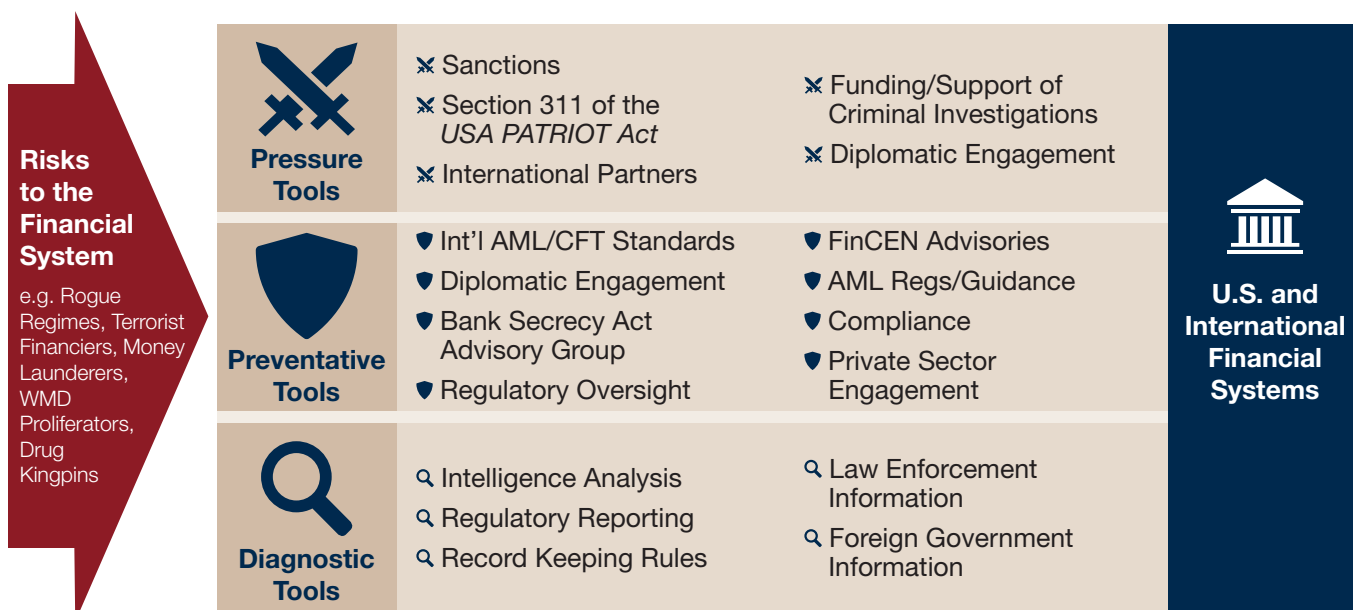 Risks
to the
Financial
System
e.g. Rogue
Regimes, Terrorist
Financiers, Money
Launderers,
WMD
Proliferators,
Drug
Kingpins
Pressure
Tools
Sanctions
Section 311 of the
USA PATRIOT Act
International Partners
Funding/Support of
Criminal Investigations
Diplomatic Engagement
Preventative
Tools
Int'l AML/CFT Standards
Diplomatic Engagement
Bank Secrecy Act
Advisory Group
Regulatory Oversight
FinCEN Advisories
AML Regs/Guidance
Compliance
Private Sector
Engagement
Diagnostic
Tools
Intelligence Analysis
Regulatory Reporting
Record Keeping Rules
Law Enforcement
Information
Foreign Government
Information
U.S. and
International
Financial
Systems